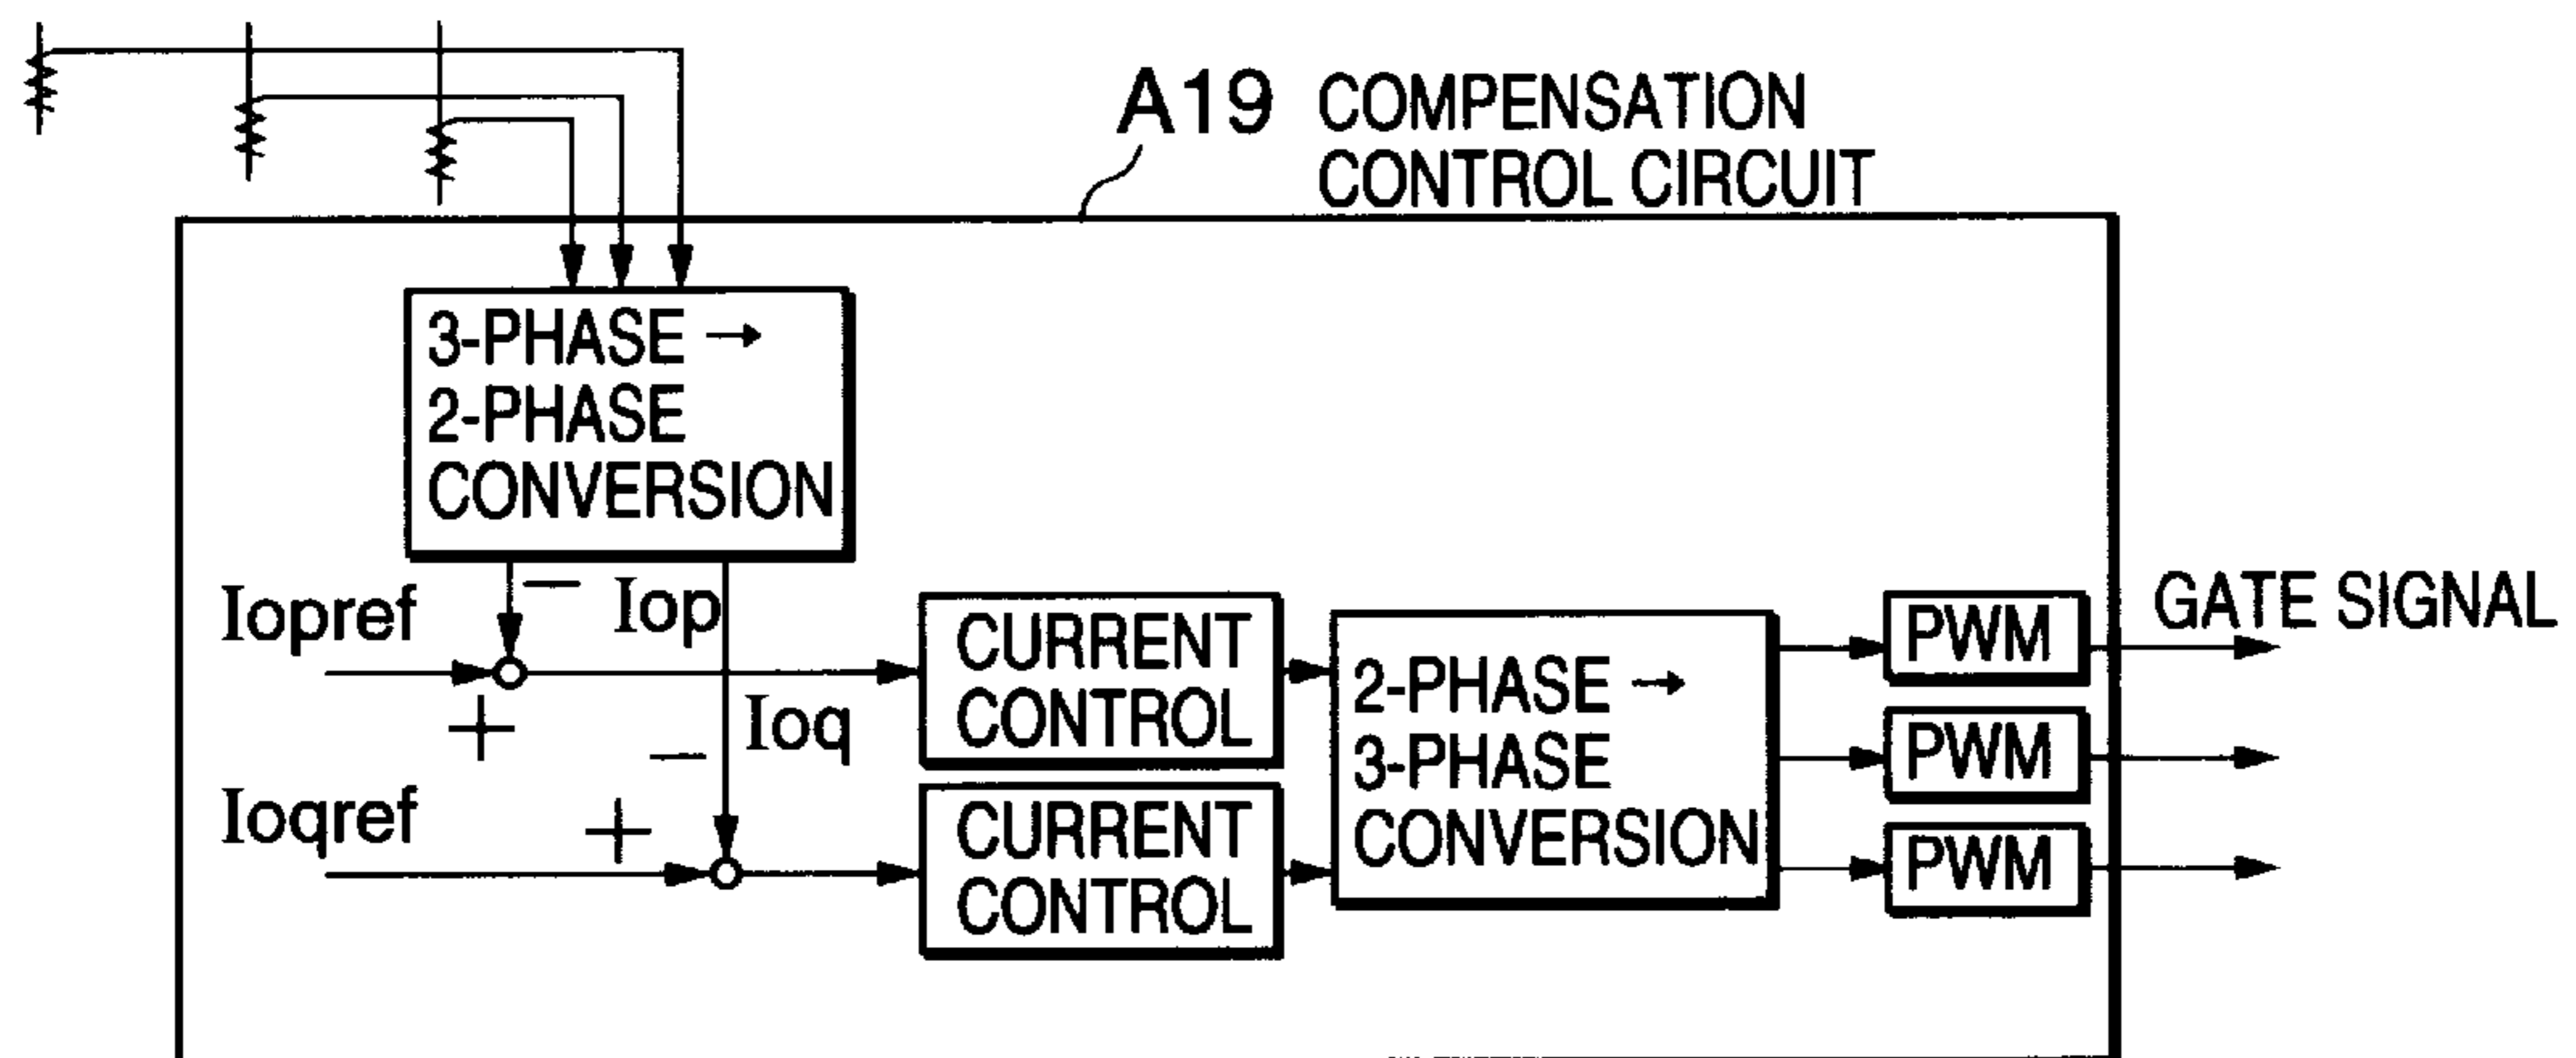 A19 COMPENSATION
CONTROL CIRCUIT
3-PHASE →
2-PHASE
CONVERSION
Iopref
− Iop
+
Ioqref
− Ioq
+
CURRENT
CONTROL
CURRENT
CONTROL
2-PHASE →
3-PHASE
CONVERSION
PWM
PWM
PWM
GATE SIGNAL